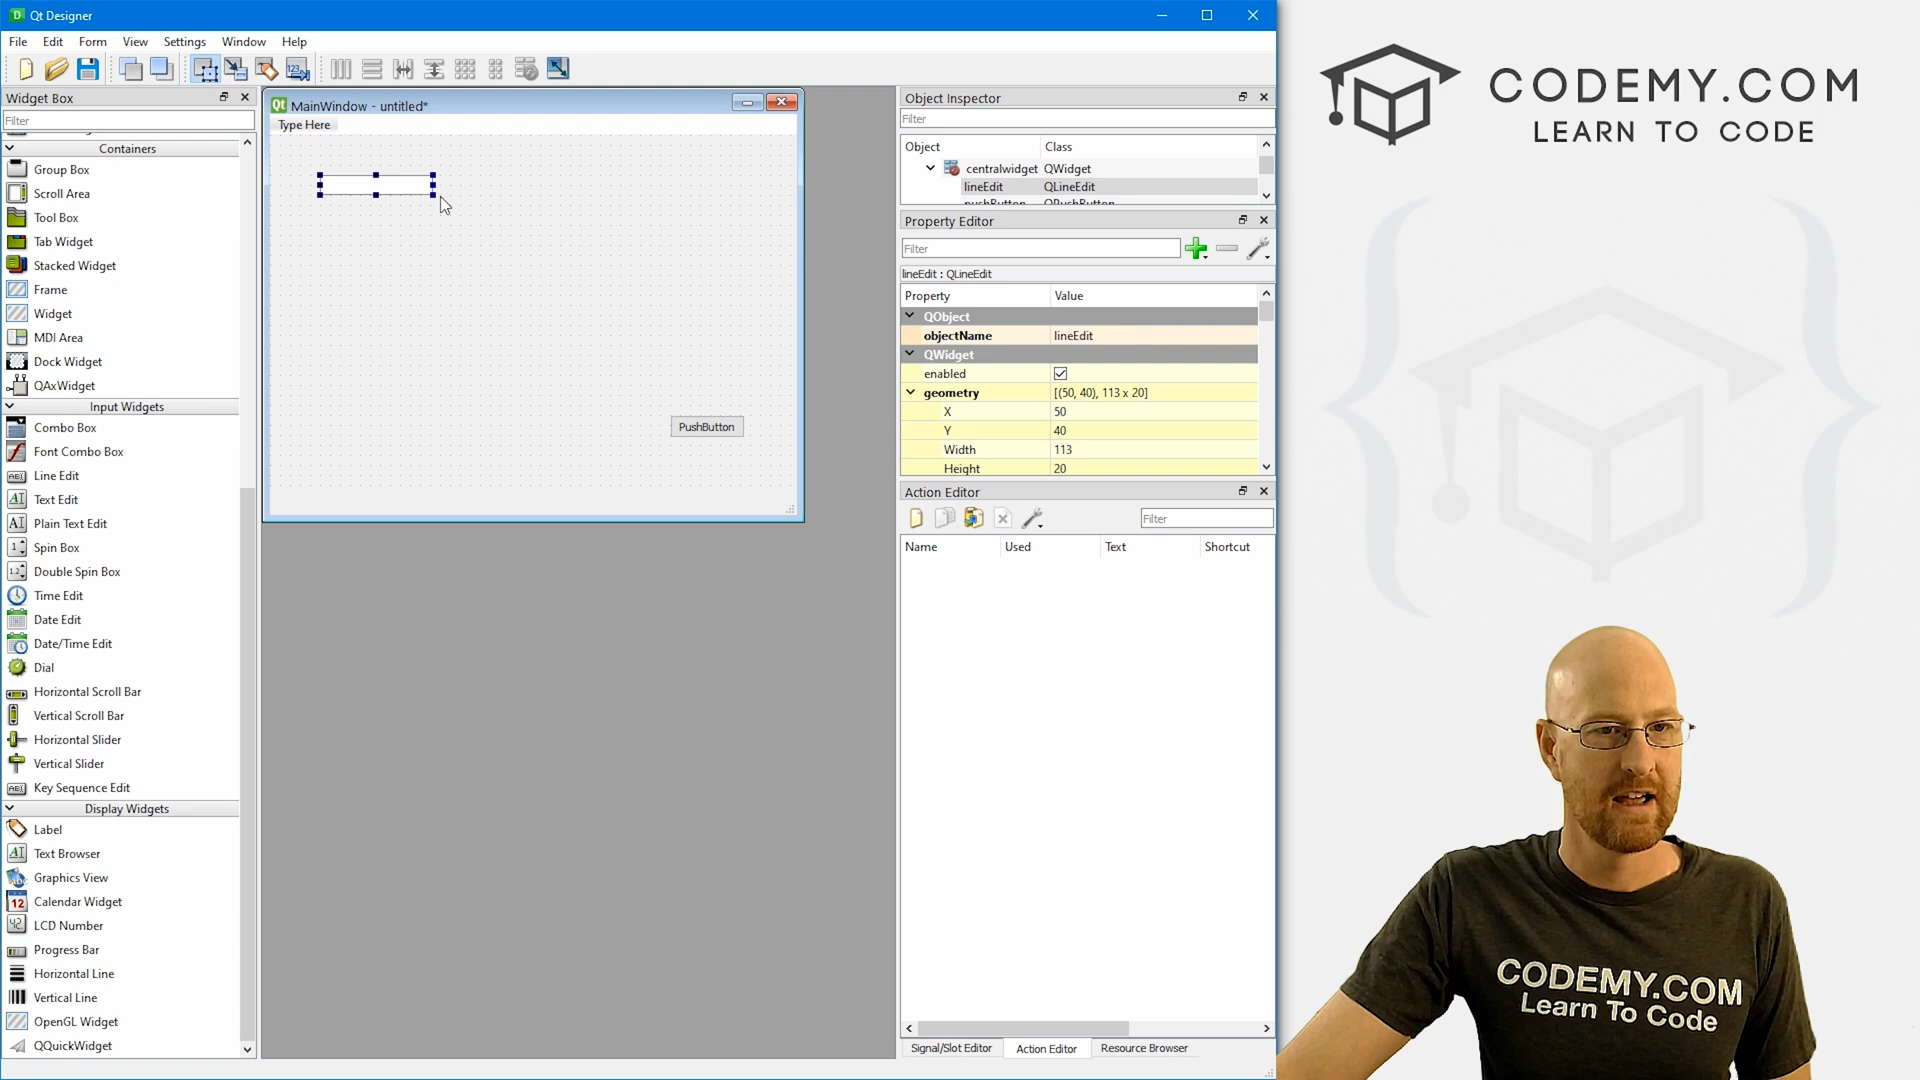 Qt Designer
File Edit Form View Settings Window Help
Widget Box
Filter
Containers
Group Box
Scroll Area
Tool Box
Tab Widget
Stacked Widget
Frame
Widget
MDI Area
Dock Widget
QAxWidget
Input Widgets
Combo Box
Font Combo Box
Line Edit
Text Edit
Plain Text Edit
Spin Box
Double Spin Box
Time Edit
Date Edit
Date/Time Edit
Dial
Horizontal Scroll Bar
Vertical Scroll Bar
Horizontal Slider
Vertical Slider
Key Sequence Edit
Display Widgets
Label
Text Browser
Graphics View
Calendar Widget
LCD Number
Progress Bar
Horizontal Line
Vertical Line
OpenGL Widget
QQuickWidget
MainWindow - untitled*
Type Here
PushButton
Object Inspector
Filter
Object Class
centralwidget QWidget
lineEdit QLineEdit
pushButton QPushButton
Property Editor
Filter
lineEdit : QLineEdit
Property Value
QObject
objectName lineEdit
QWidget
enabled
geometry [(50, 40), 113 x 20]
X 50
Y 40
Width 113
Height 20
Action Editor
Filter
Name Used Text Shortcut
Signal/Slot Editor Action Editor Resource Browser
CODEMY.COM
LEARN TO CODE
CODEMY.COM
Learn To Code